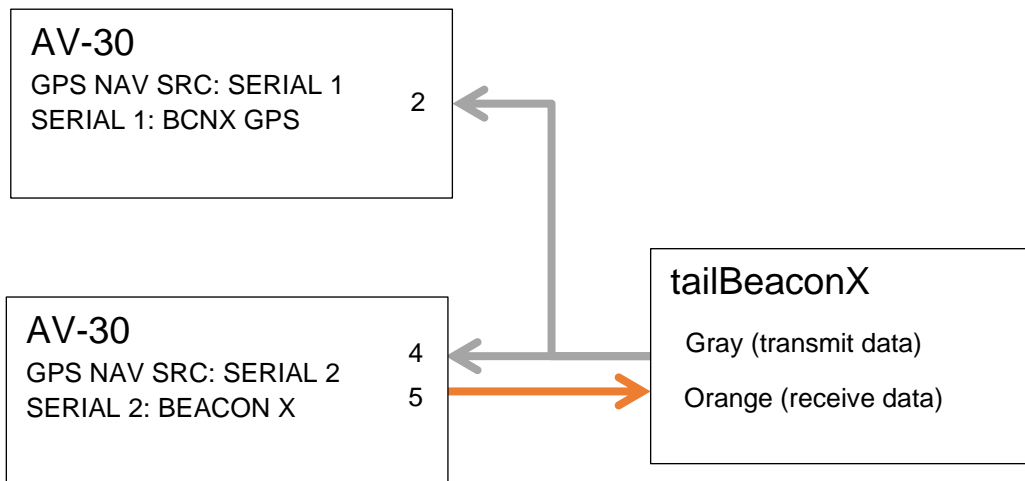 AV-30
GPS NAV SRC: SERIAL 1
SERIAL 1: BCNX GPS
2
AV-30
GPS NAV SRC: SERIAL 2
SERIAL 2: BEACON X
4
5
tailBeaconX
Gray (transmit data)
Orange (receive data)